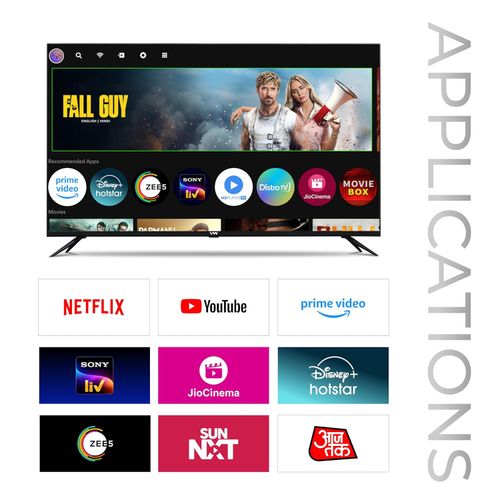 FALL GUY
ENGLISH | HINDI
Recommended Apps
prime
video
Disney+
hotstar
ZEE5
SONY
liv
Distro TV
JioCinema
MOVIE
BOX
Movies
VW
APPLICATIONS
NETFLIX
YouTube
prime video
SONY
liv
JioCinema
Disney+
hotstar
ZEE5
SUN
NXT
आज
तक